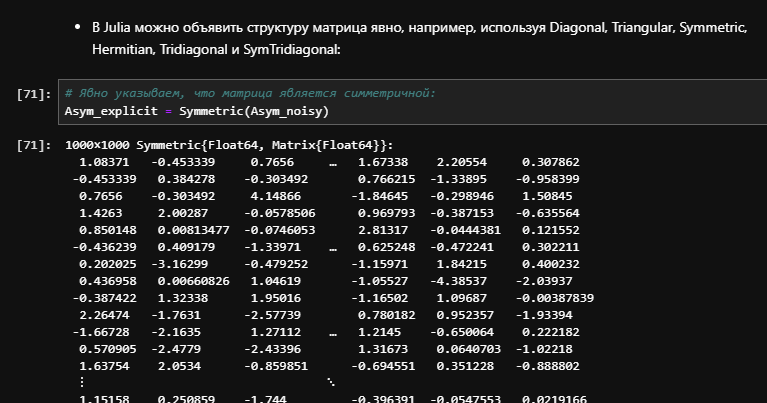 • В Julia можно объявить структуру матрица явно, например, используя Diagonal, Triangular, Symmetric,
Hermitian, Tridiagonal и SymTridiagonal:
[71]: # Явно указываем, что матрица является симметричной:
Asym_explicit = Symmetric(Asym_noisy)
[71]: 1000×1000 Symmetric{Float64, Matrix{Float64}}:
1.08371 -0.453339 0.7656 … 1.67338 2.20554 0.307862
-0.453339 0.384278 -0.303492 0.766215 -1.33895 -0.958399
0.7656 -0.303492 4.14866 -1.84645 -0.298946 1.50845
1.4263 2.00287 -0.0578506 0.969793 -0.387153 -0.635564
0.850148 0.00813477 -0.0746053 2.81317 -0.0444381 0.121552
-0.436239 0.409179 -1.33971 … 0.625248 -0.472241 0.302211
0.202025 -3.16299 -0.479252 -1.15971 1.84215 0.400232
0.436958 0.00660826 1.04619 -1.05527 -4.38537 -2.03937
-0.387422 1.32338 1.95016 -1.16502 1.09687 -0.00387839
2.26474 -1.7631 -2.57739 0.780182 0.952357 -1.93394
-1.66728 -2.1635 1.27112 … 1.2145 -0.650064 0.222182
0.570905 -2.4779 -2.43396 1.31673 0.0640703 -1.02218
1.63754 2.0534 -0.859851 -0.694551 0.351228 -0.888802
⋮ ⋱
1.15158 0.250859 -1.744 -0.396391 -0.0547553 0.0219166